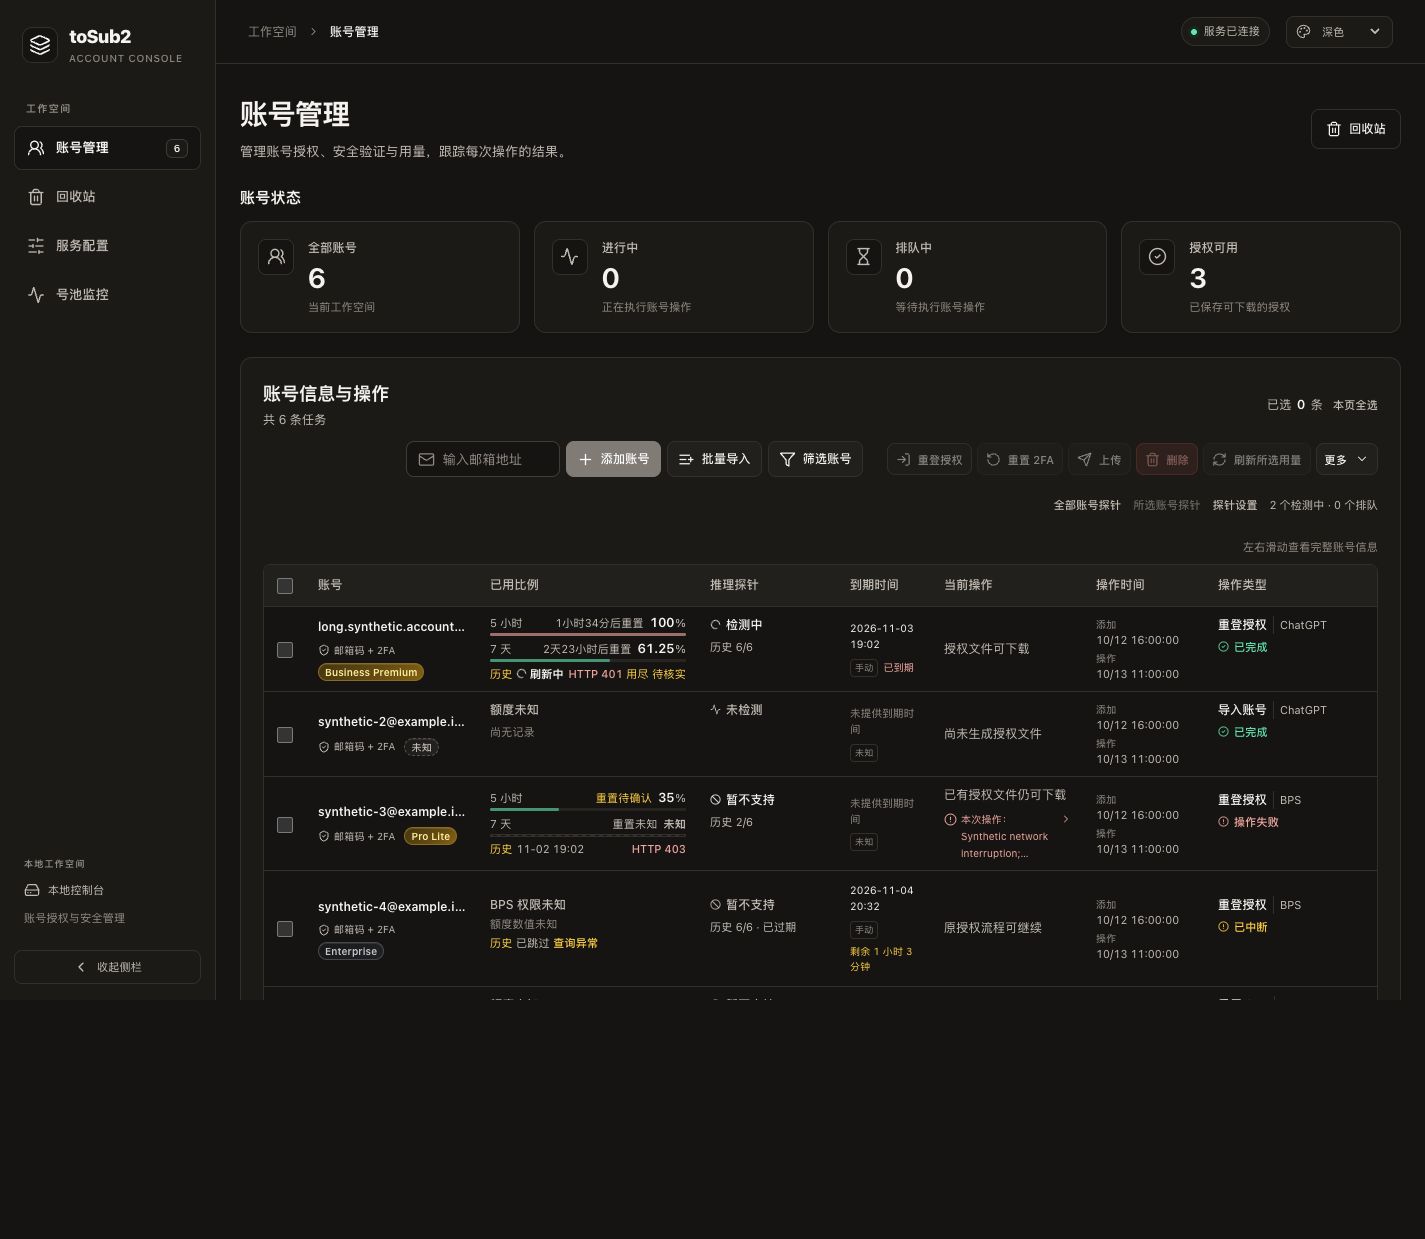 toSub2
ACCOUNT CONSOLE
工作空间
账号管理 6
回收站
服务配置
号池监控
本地工作空间
本地控制台
账号授权与安全管理
收起侧栏
工作空间 账号管理
服务已连接
深色
账号管理
管理账号授权、安全验证与用量，跟踪每次操作的结果。
回收站
账号状态
全部账号
6
当前工作空间
进行中
0
正在执行账号操作
排队中
0
等待执行账号操作
授权可用
3
已保存可下载的授权
账号信息与操作
共 6 条任务
已选 0 条 本页全选
输入邮箱地址 添加账号 批量导入 筛选账号 重登授权 重置 2FA 上传 删除 刷新所选用量 更多
全部账号探针 所选账号探针 探针设置 2 个检测中 · 0 个排队
左右滑动查看完整账号信息
账号 已用比例 推理探针 到期时间 当前操作 操作时间 操作类型
long.synthetic.account...
邮箱码 + 2FA
Business Premium
5 小时 1小时34分后重置 100%
7 天 2天23小时后重置 61.25%
历史 刷新中 HTTP 401 用尽 待核实
检测中
历史 6/6
2026-11-03
19:02
手动 已到期
授权文件可下载
添加
10/12 16:00:00
操作
10/13 11:00:00
重登授权 ChatGPT
已完成
synthetic-2@example.i...
邮箱码 + 2FA 未知
额度未知
尚无记录
未检测
未提供到期时
间
未知
尚未生成授权文件
添加
10/12 16:00:00
操作
10/13 11:00:00
导入账号 ChatGPT
已完成
synthetic-3@example.i...
邮箱码 + 2FA Pro Lite
5 小时 重置待确认 35%
7 天 重置未知 未知
历史 11-02 19:02 HTTP 403
暂不支持
历史 2/6
未提供到期时
间
未知
已有授权文件仍可下载
本次操作：
Synthetic network
interruption;...
添加
10/12 16:00:00
操作
10/13 11:00:00
重登授权 BPS
操作失败
synthetic-4@example.i...
邮箱码 + 2FA
Enterprise
BPS 权限未知
额度数值未知
历史 已跳过 查询异常
暂不支持
历史 6/6 · 已过期
2026-11-04
20:32
手动
剩余 1 小时 3
分钟
原授权流程可继续
添加
10/12 16:00:00
操作
10/13 11:00:00
重登授权 BPS
已中断